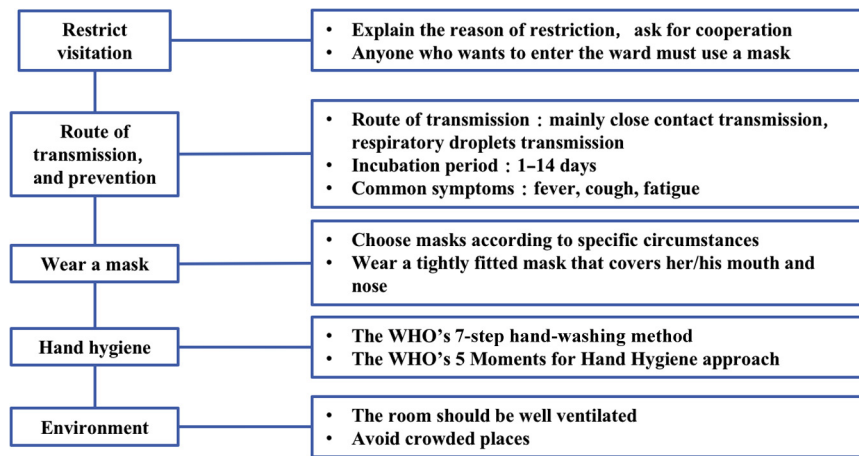 Restrict
visitation
• Explain the reason of restriction, ask for cooperation
• Anyone who wants to enter the ward must use a mask
Route of
transmission,
and prevention
• Route of transmission：mainly close contact transmission,
respiratory droplets transmission
• Incubation period：1–14 days
• Common symptoms：fever, cough, fatigue
Wear a mask
• Choose masks according to specific circumstances
• Wear a tightly fitted mask that covers her/his mouth and
nose
Hand hygiene
• The WHO’s 7-step hand-washing method
• The WHO’s 5 Moments for Hand Hygiene approach
Environment
• The room should be well ventilated
• Avoid crowded places